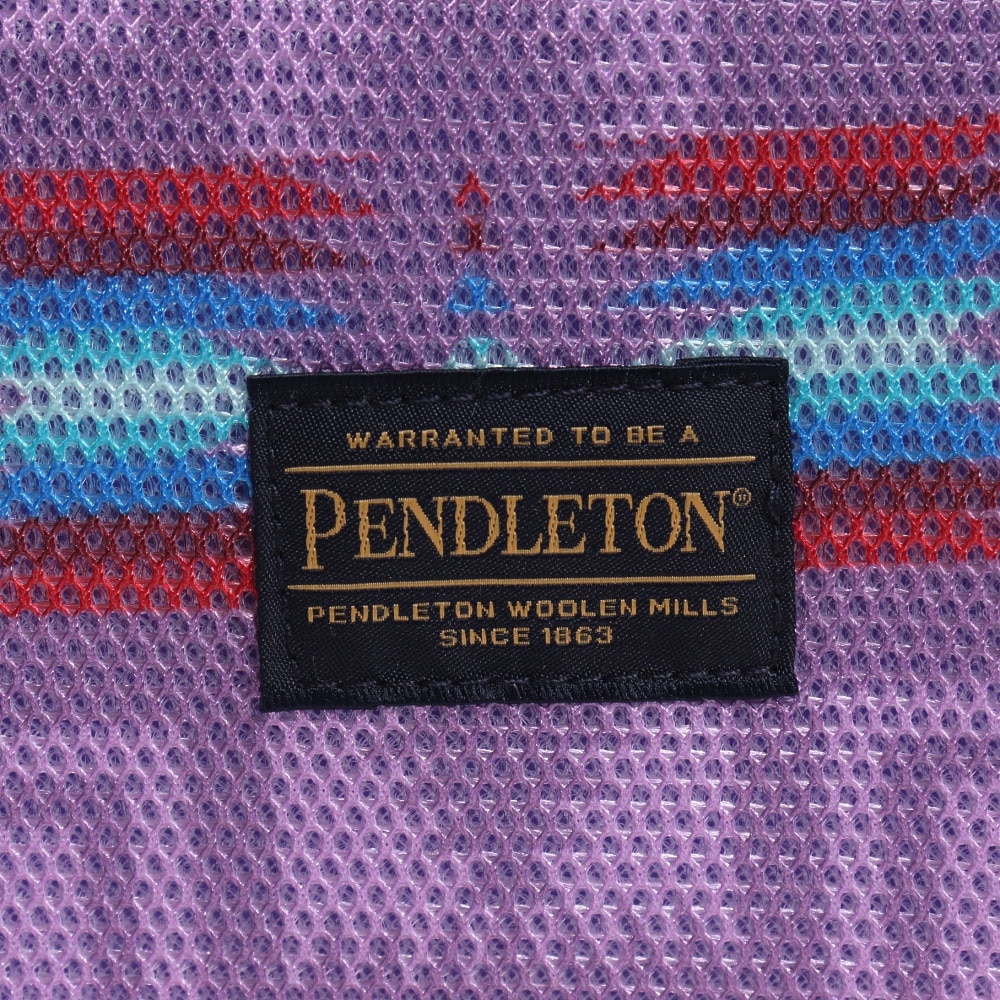 WARRANTED TO BE A
PENDLETON®
PENDLETON WOOLEN MILLS
SINCE 1863